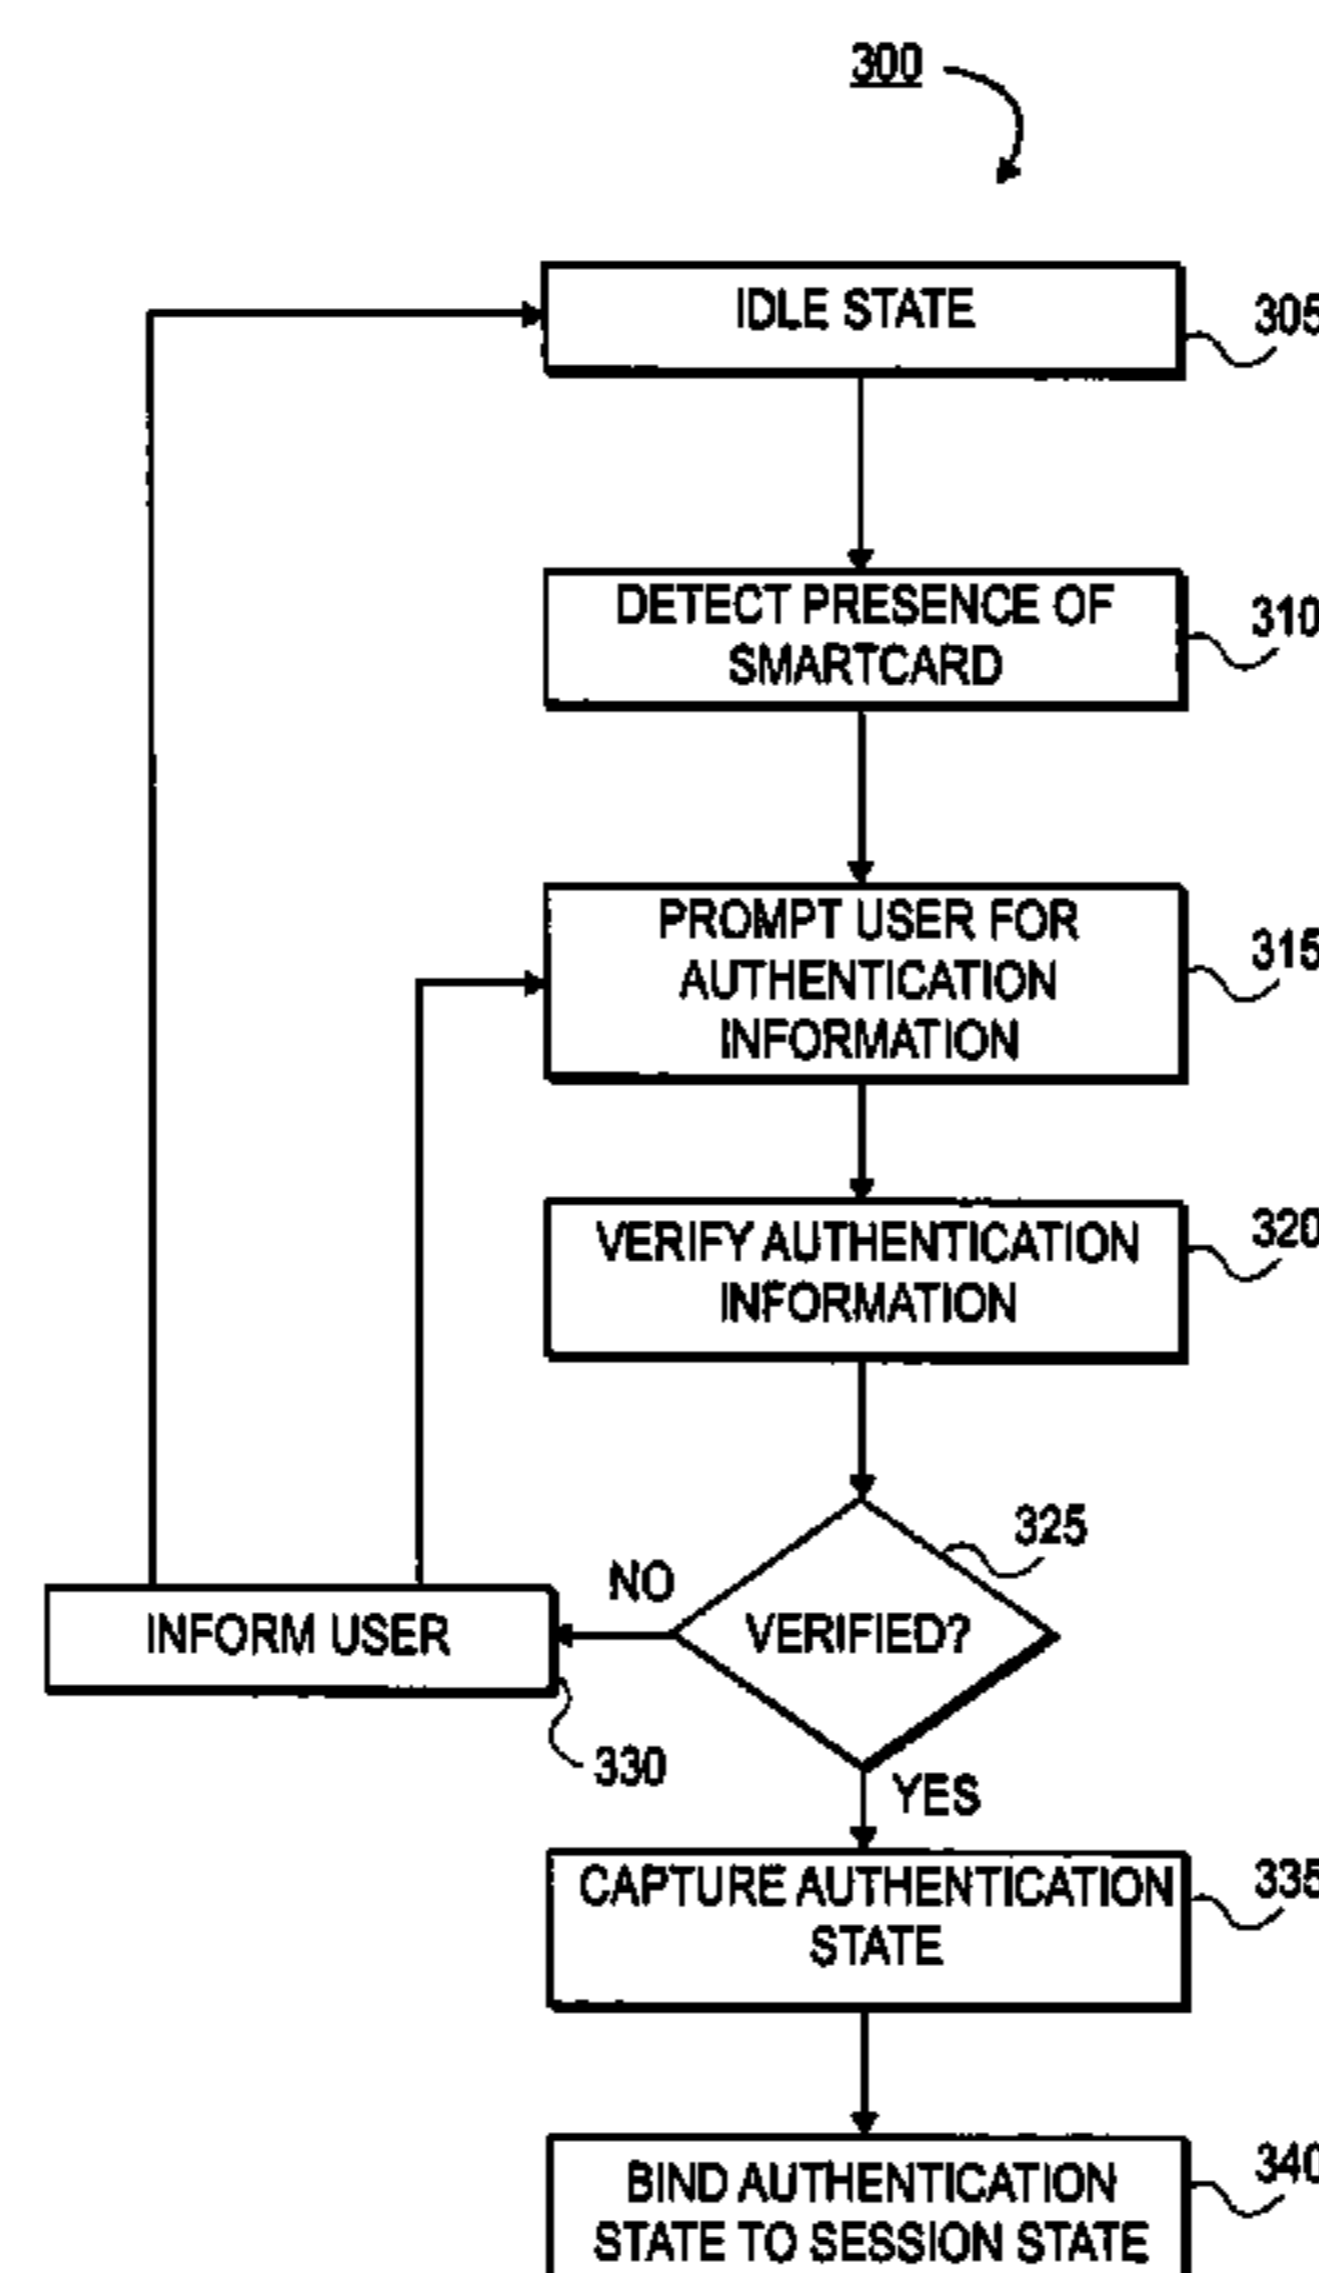 300
IDLE STATE
305
DETECT PRESENCE OF
SMARTCARD
310
PROMPT USER FOR
AUTHENTICATION
INFORMATION
315
VERIFY AUTHENTICATION
INFORMATION
320
325
VERIFIED?
NO
INFORM USER
330
YES
CAPTURE AUTHENTICATION
STATE
335
BIND AUTHENTICATION
STATE TO SESSION STATE
340